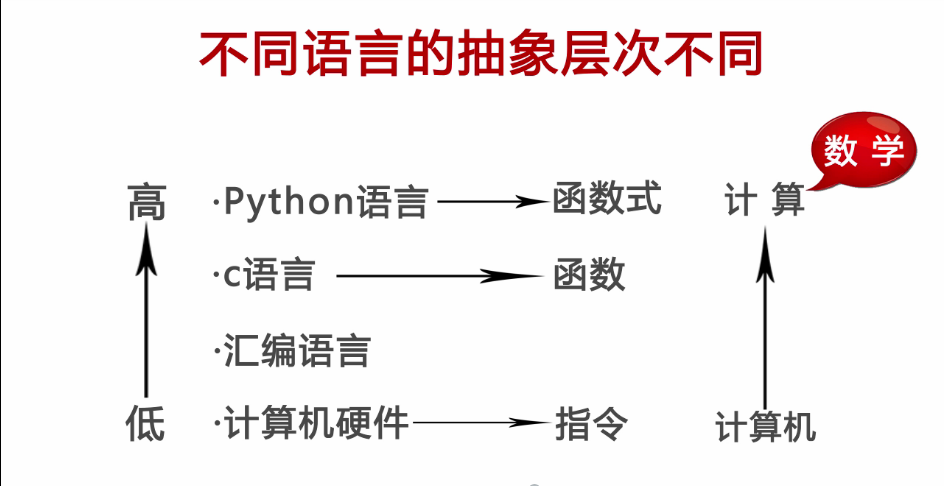 不同语言的抽象层次不同
数 学
高 ·Python语言 函数式 计 算
·c语言 函数
·汇编语言
低 ·计算机硬件 指令 计算机